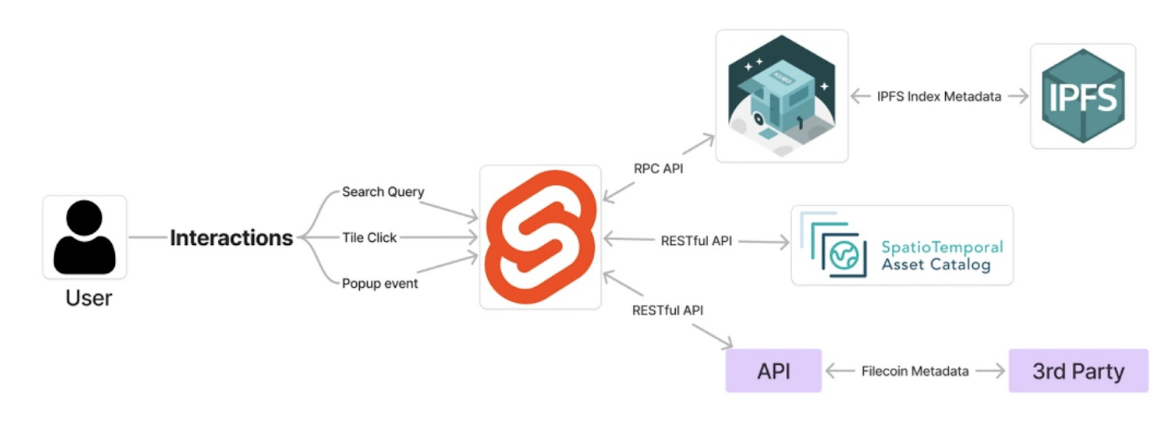 IPFS Index Metadata
IPFS
RPC API
Search Query
Interactions
Tile Click
Popup event
User
RESTful API
SpatioTemporal
Asset Catalog
RESTful API
API
Filecoin Metadata
3rd Party